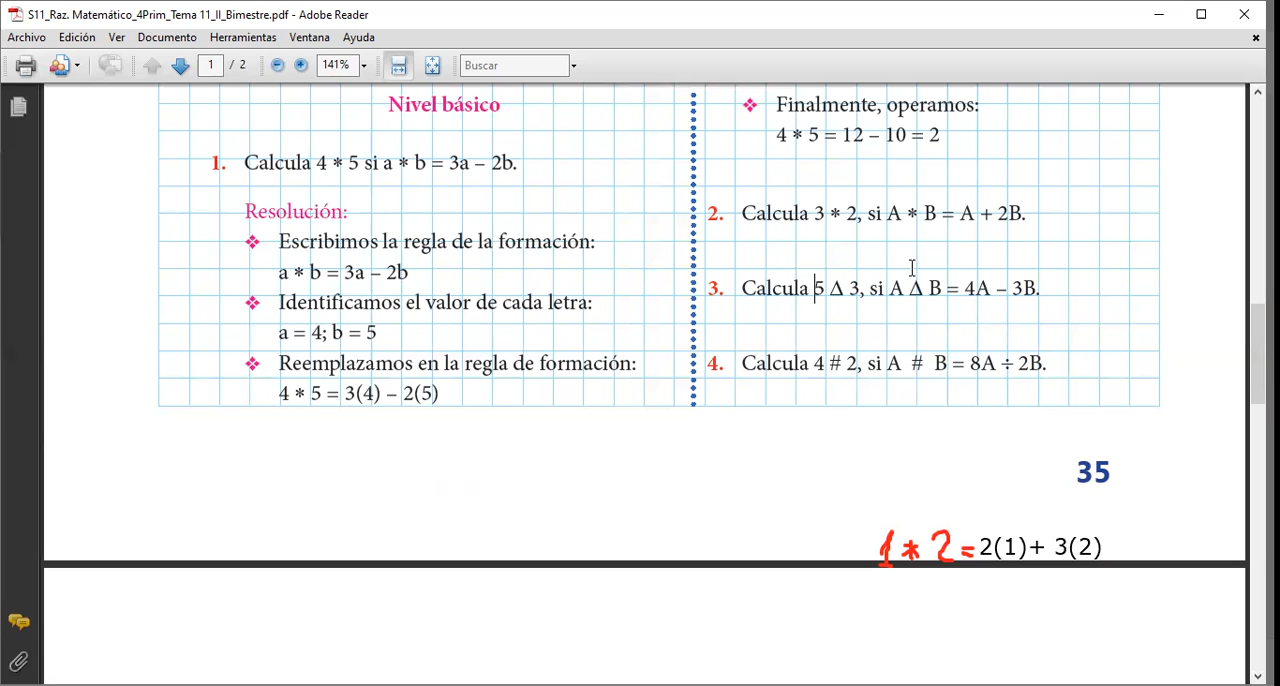 S11_Raz. Matemático_4Prim_Tema 11_II_Bimestre.pdf - Adobe Reader
Archivo Edición Ver Documento Herramientas Ventana Ayuda
1 / 2 141% Buscar
Nivel básico
1. Calcula 4 * 5 si a * b = 3a – 2b.
Resolución:
❖ Escribimos la regla de la formación:
a * b = 3a – 2b
❖ Identificamos el valor de cada letra:
a = 4; b = 5
❖ Reemplazamos en la regla de formación:
4 * 5 = 3(4) – 2(5)
❖ Finalmente, operamos:
4 * 5 = 12 – 10 = 2
2. Calcula 3 * 2, si A * B = A + 2B.
3. Calcula 5 Δ 3, si A Δ B = 4A – 3B.
4. Calcula 4 # 2, si A # B = 8A ÷ 2B.
35
1 * 2 = 2(1)+ 3(2)